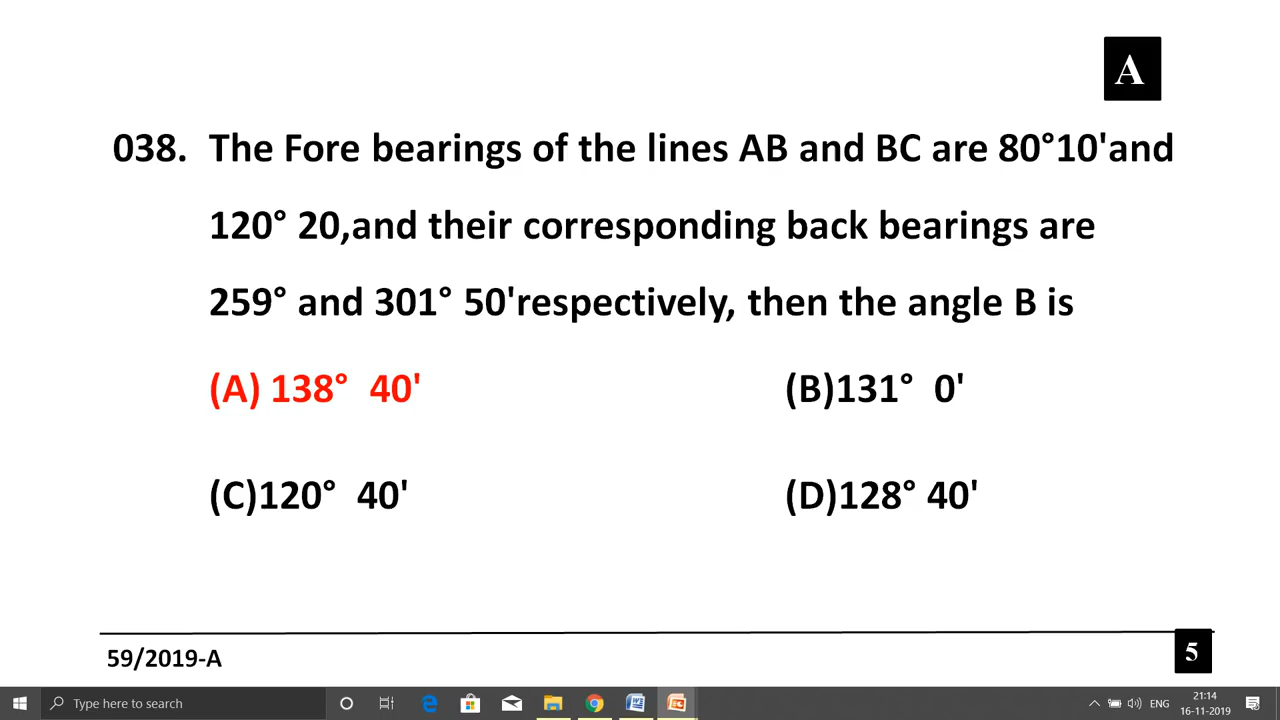 A
038. The Fore bearings of the lines AB and BC are 80°10'and
120° 20,and their corresponding back bearings are
259° and 301° 50'respectively, then the angle B is
(A) 138° 40' (B)131° 0'
(C)120° 40' (D)128° 40'
59/2019-A 5
Type here to search ENG 21:14
16-11-2019